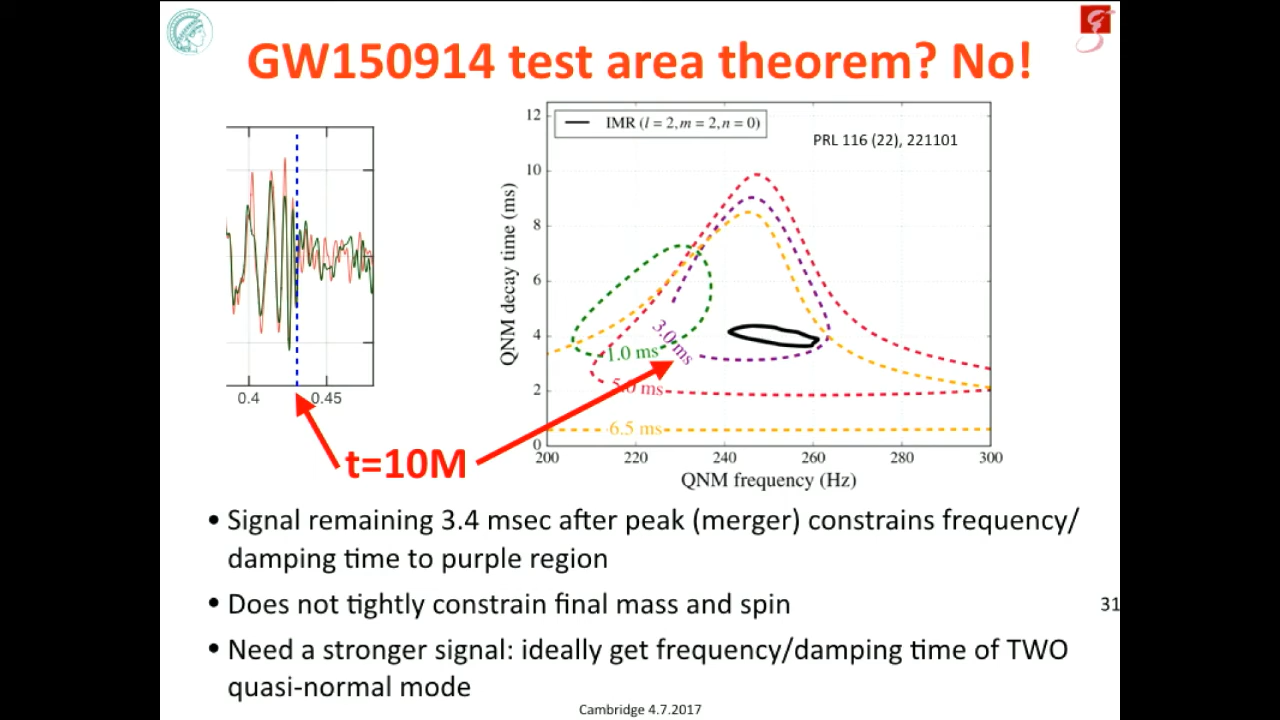 GW150914 test area theorem? No!
IMR (l = 2, m = 2, n = 0)
PRL 116 (22), 221101
12
10
8
6
4
2
0
QNM decay time (ms)
1.0 ms
3.0 ms
5.0 ms
6.5 ms
200 220 240 260 280 300
QNM frequency (Hz)
0.4 0.45
t=10M
• Signal remaining 3.4 msec after peak (merger) constrains frequency/
damping time to purple region
• Does not tightly constrain final mass and spin
31
• Need a stronger signal: ideally get frequency/damping time of TWO
quasi-normal mode
Cambridge 4.7.2017